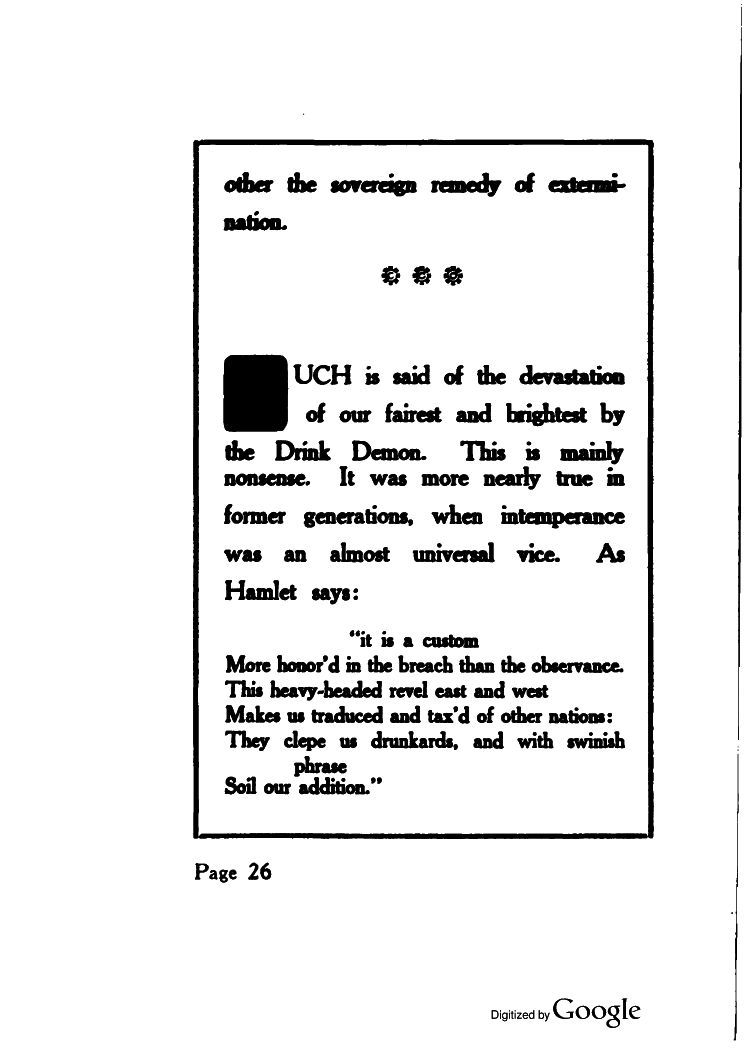 other the sovereign remedy of extermi-
nation.
UCH is said of the devastation
of our fairest and brightest by
the Drink Demon. This is mainly
nonsense. It was more nearly true in
former generations, when intemperance
was an almost universal vice. As
Hamlet says:
“it is a custom
More honor'd in the breach than the observance.
This heavy-headed revel east and west
Makes us traduced and tax'd of other nations:
They clepe us drunkards, and with swinish
phrase
Soil our addition.”
Page 26
Digitized by Google